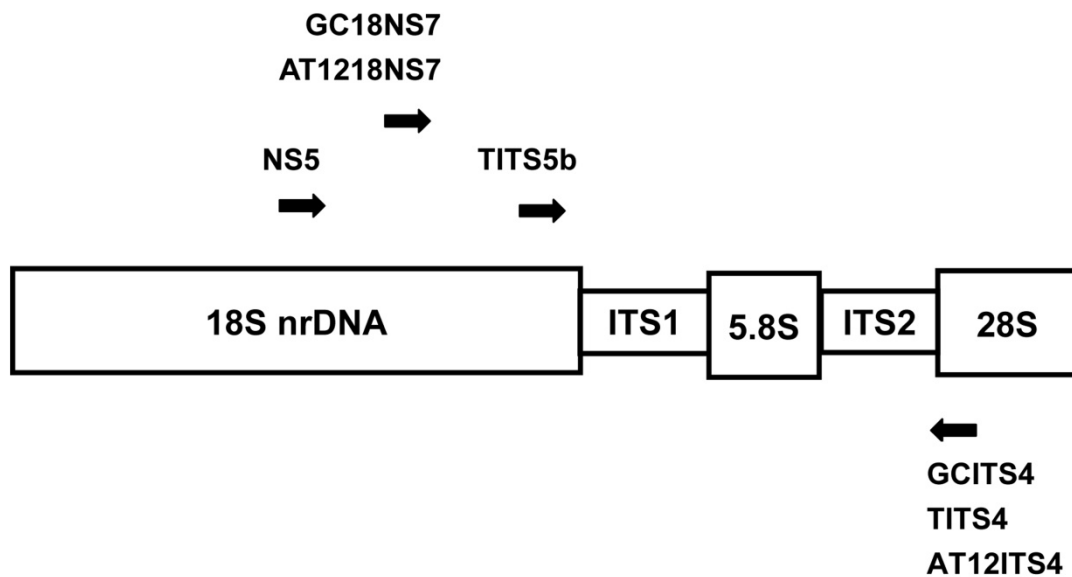 GC18NS7
AT1218NS7
NS5
TITS5b
18S nrDNA
ITS1
5.8S
ITS2
28S
GCITS4
TITS4
AT12ITS4